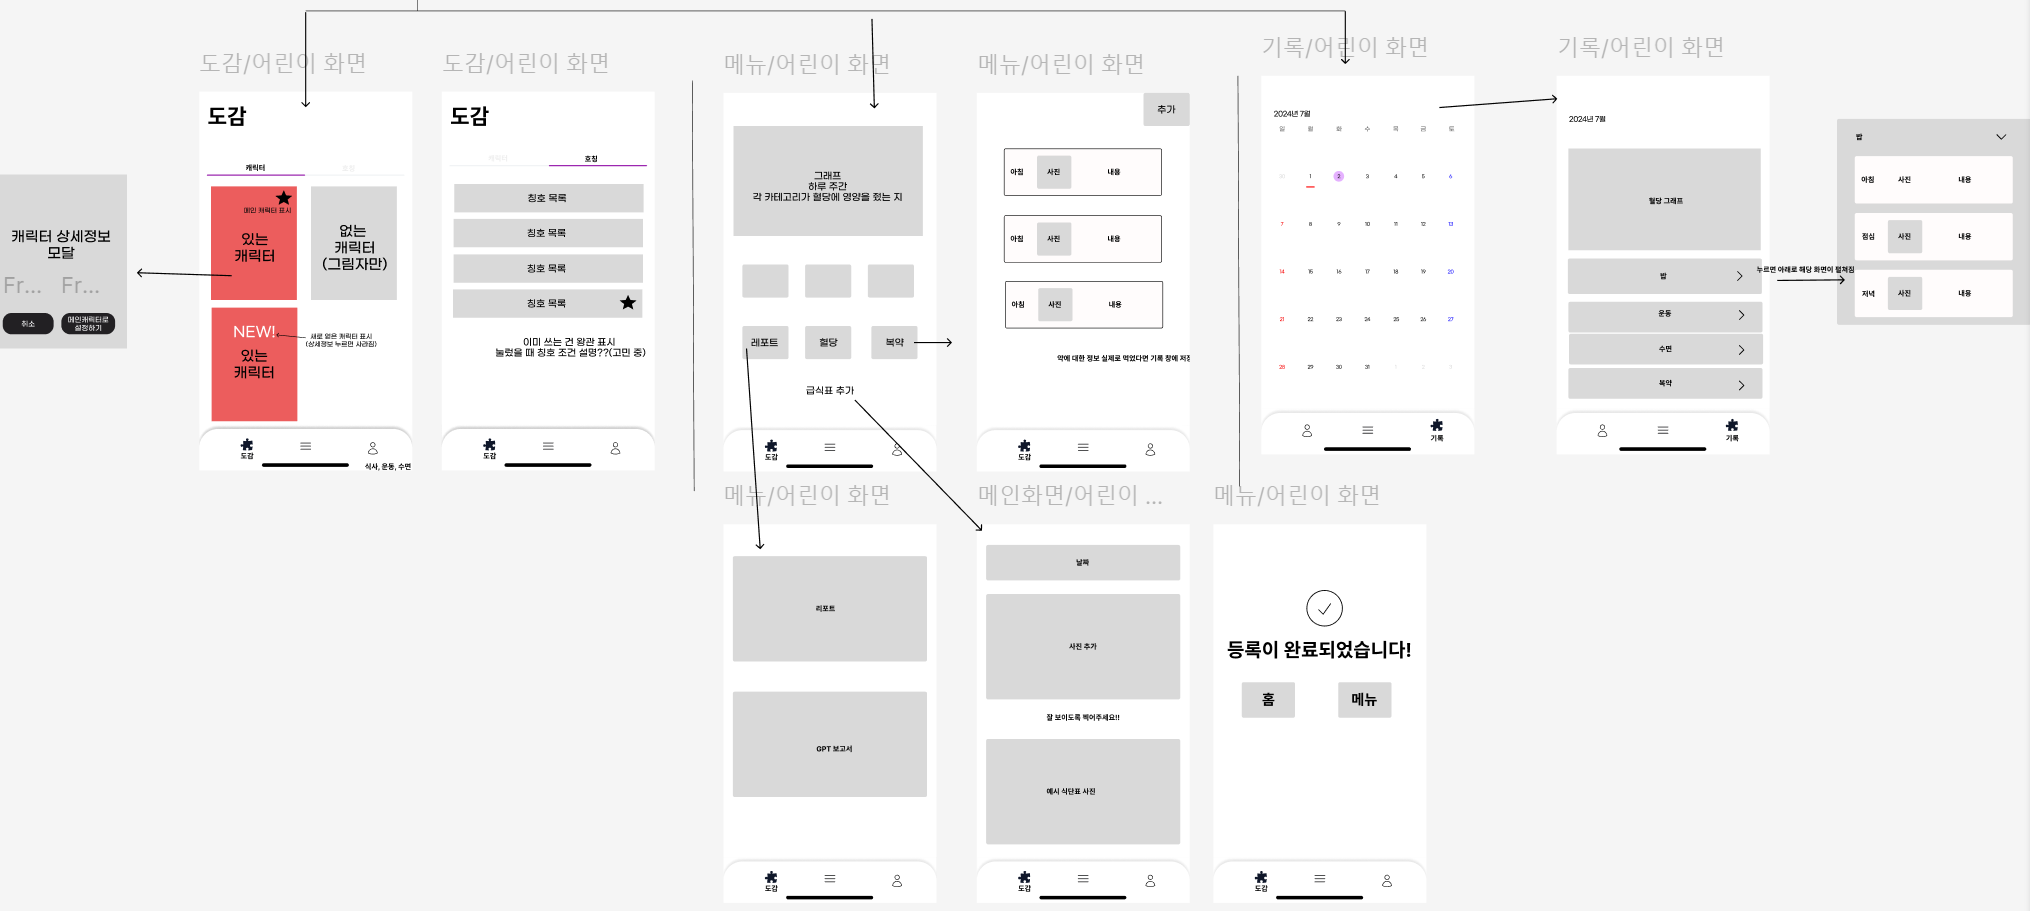 도감/어린이 화면
도감
캐릭터
호칭
메인 캐릭터 표시
있는
캐릭터
없는
캐릭터
(그림자만)
NEW!
있는
캐릭터
새로 얻은 캐릭터 표시
(상세정보 누르면 사라짐)
도감
식사, 운동, 수면
캐릭터 상세정보
모달
Fr...
Fr...
취소
메인캐릭터로
설정하기
도감/어린이 화면
도감
캐릭터
호칭
칭호 목록
칭호 목록
칭호 목록
칭호 목록
이미 쓰는 건 왕관 표시
눌렀을 때 칭호 조건 설명??(고민 중)
도감
메뉴/어린이 화면
그래프
하루 주간
각 카테고리가 혈당에 영양을 줬는 지
레포트
혈당
복약
급식표 추가
도감
메뉴/어린이 화면
추가
아침
사진
내용
아침
사진
내용
아침
사진
내용
약에 대한 정보 실제로 먹었다면 기록 창에 저장
도감
기록/어린이 화면
2024년 7월
일 월 화 수 목 금 토
30 1 2 3 4 5 6
7 8 9 10 11 12 13
14 15 16 17 18 19 20
21 22 23 24 25 26 27
28 29 30 31 1 2 3
기록
기록/어린이 화면
2024년 7월
혈당 그래프
밥
운동
수면
복약
기록
누르면 아래로 해당 화면이 펼쳐짐
밥
아침
사진
내용
점심
사진
내용
저녁
사진
내용
메뉴/어린이 화면
리포트
GPT 보고서
도감
메인화면/어린이 ...
날짜
사진 추가
잘 보이도록 찍어주세요!!
예시 식단표 사진
도감
메뉴/어린이 화면
등록이 완료되었습니다!
홈
메뉴
도감